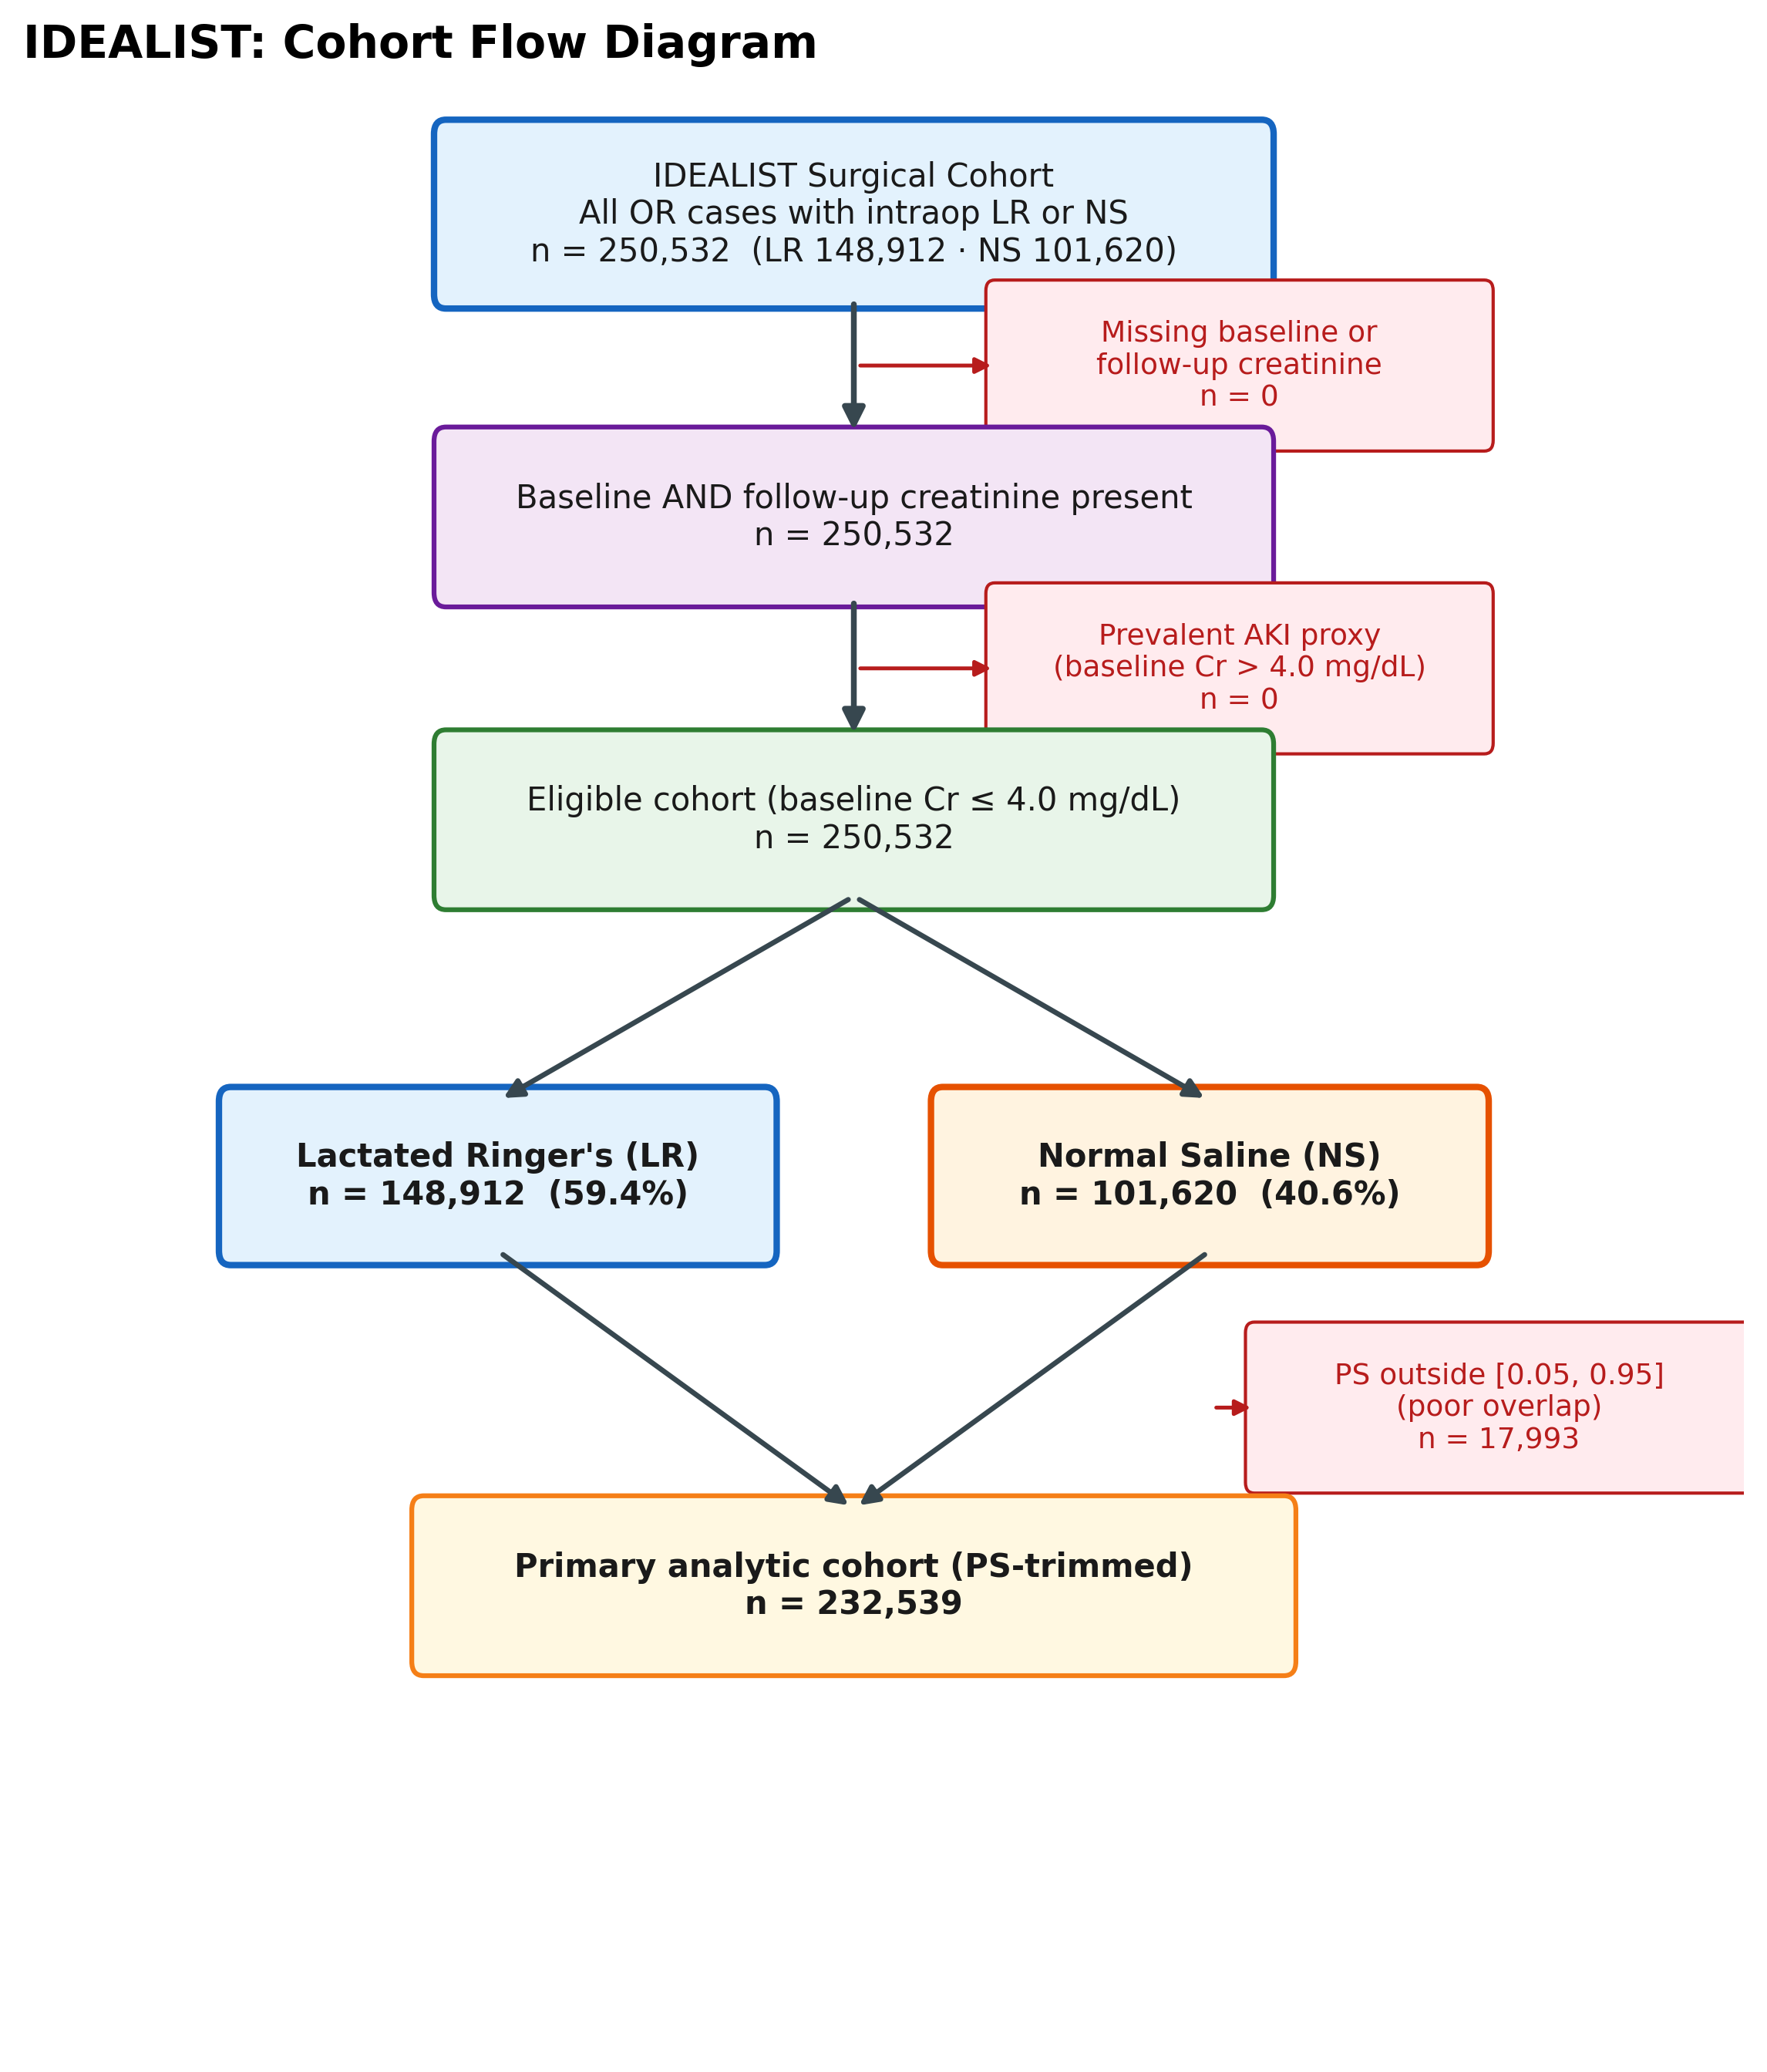 IDEALIST: Cohort Flow Diagram
IDEALIST Surgical Cohort
All OR cases with intraop LR or NS
n = 250,532  (LR 148,912 · NS 101,620)
Missing baseline or
follow-up creatinine
n = 0
Baseline AND follow-up creatinine present
n = 250,532
Prevalent AKI proxy
(baseline Cr > 4.0 mg/dL)
n = 0
Eligible cohort (baseline Cr ≤ 4.0 mg/dL)
n = 250,532
Lactated Ringer's (LR)
n = 148,912  (59.4%)
Normal Saline (NS)
n = 101,620  (40.6%)
PS outside [0.05, 0.95]
(poor overlap)
n = 17,993
Primary analytic cohort (PS-trimmed)
n = 232,539